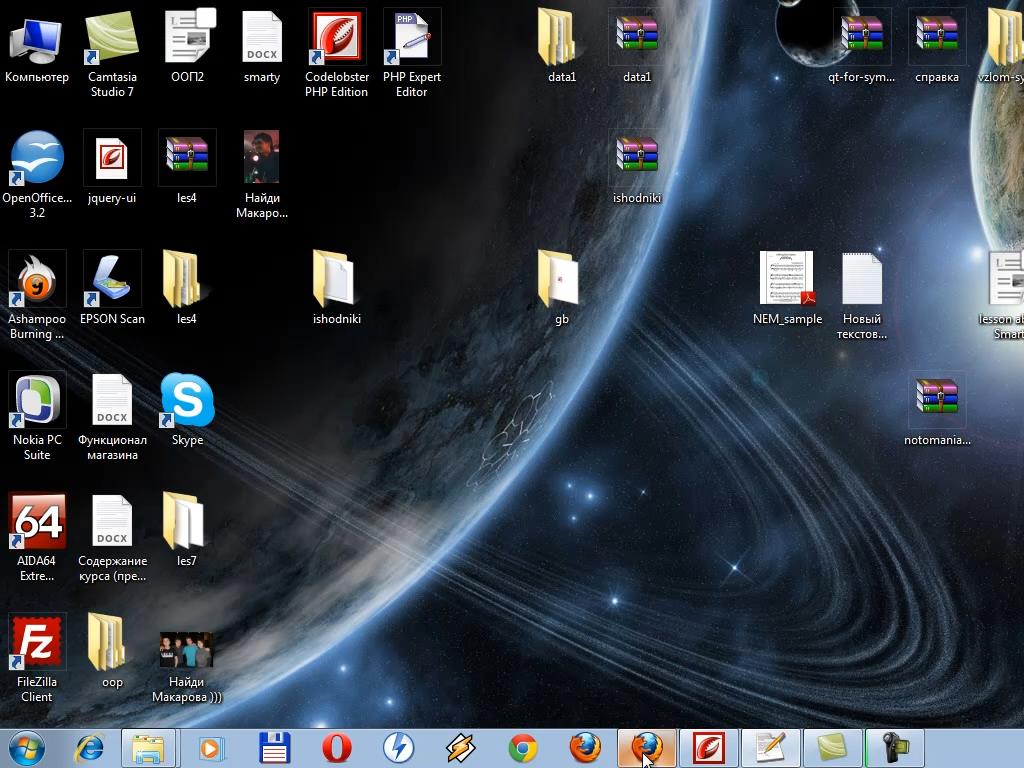 Компьютер
Camtasia
Studio 7
ООП2
DOCX
smarty
Codelobster
PHP Edition
PHP
PHP Expert
Editor
data1
data1
qt-for-sym...
справка
vzlom-sy
OpenOffice...
3.2
jquery-ui
les4
Найди
Макаро...
ishodniki
Ashampoo
Burning ...
EPSON Scan
les4
ishodniki
gb
NEM_sample
Новый
текстов...
lesson ab
Smart
Nokia PC
Suite
DOCX
Функционал
магазина
Skype
notomania...
64
AIDA64
Extre...
DOCX
Содержание
курса (пре...
les7
Fz
FileZilla
Client
oop
Найди
Макарова )))